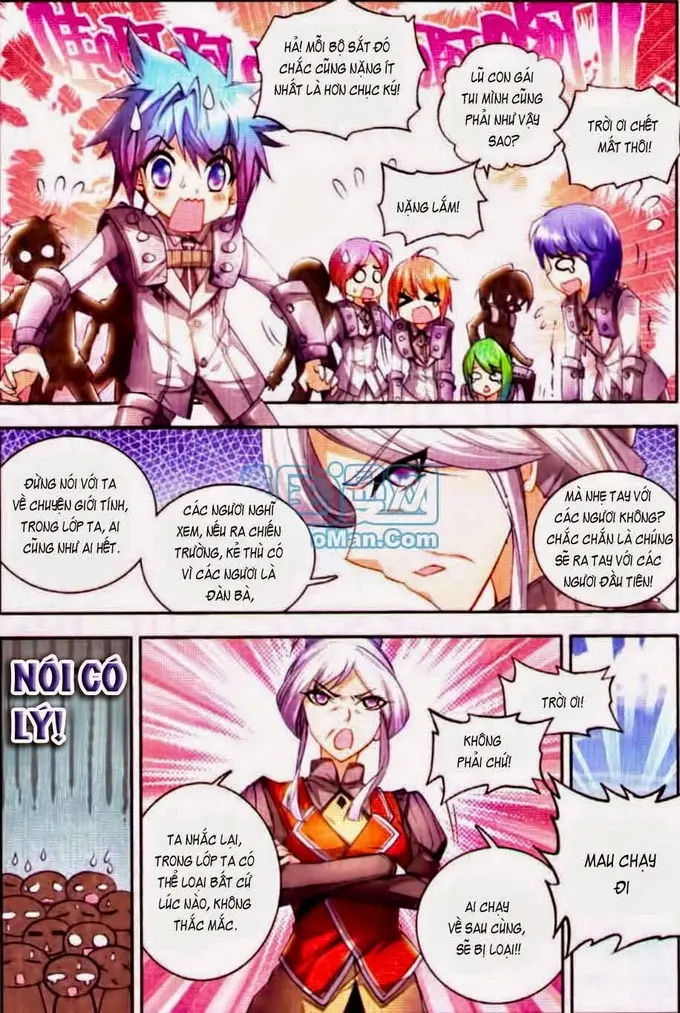 HẢ! MỖI BỘ SẮT ĐÓ
CHẮC CŨNG NẶNG ÍT
NHẤT LÀ HƠN CHỤC KÝ!
LŨ CON GÁI
TUI MÌNH CŨNG
PHẢI NHƯ VẬY
SAO?
TRỜI ƠI CHẾT
MẤT THÔI!
NẶNG LẮM!
ĐỪNG NÓI VỚI TA
VỀ CHUYỆN GIỚI TÍNH,
TRONG LỚP TA, AI
CŨNG NHƯ AI HẾT.
CÁC NGƯƠI NGHĨ
XEM, NẾU RA CHIẾN
TRƯỜNG, KẺ THÙ CÓ
VÌ CÁC NGƯƠI LÀ
ĐÀN BÀ,
MÀ NHẸ TAY VỚI
CÁC NGƯƠI KHÔNG?
CHẮC CHẮN LÀ CHÚNG
SẼ RA TAY VỚI CÁC
NGƯƠI ĐẦU TIÊN!
oMan.Com
NÓI CÓ
LÝ!
TRỜI ƠI!
KHÔNG
PHẢI CHỨ!
TA NHẮC LẠI,
TRONG LỚP TA CÓ
THỂ LOẠI BẤT CỨ
LÚC NÀO, KHÔNG
THẮC MẮC.
AI CHẠY
VỀ SAU CÙNG,
SẼ BỊ LOẠI!!
MAU CHẠY
ĐI